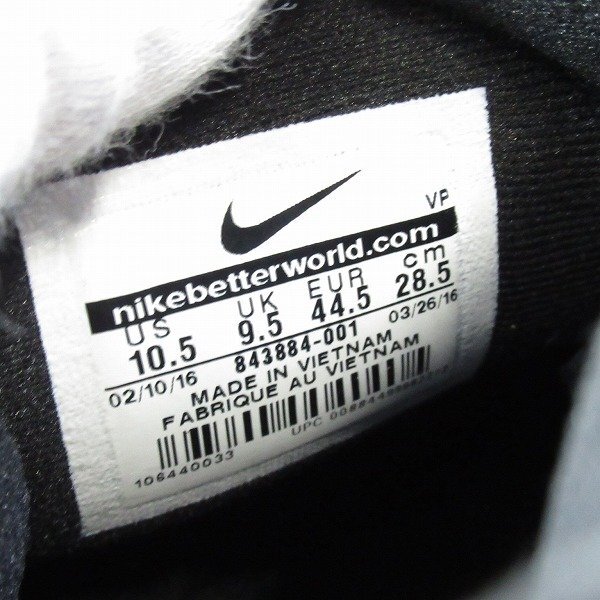 VP
nikebetterworld.com
US UK EUR cm
10.5 9.5 44.5 28.5
02/10/16 843884-001 03/26/16
MADE IN VIETNAM
FABRIQUE AU VIETNAM
UPC
106440033